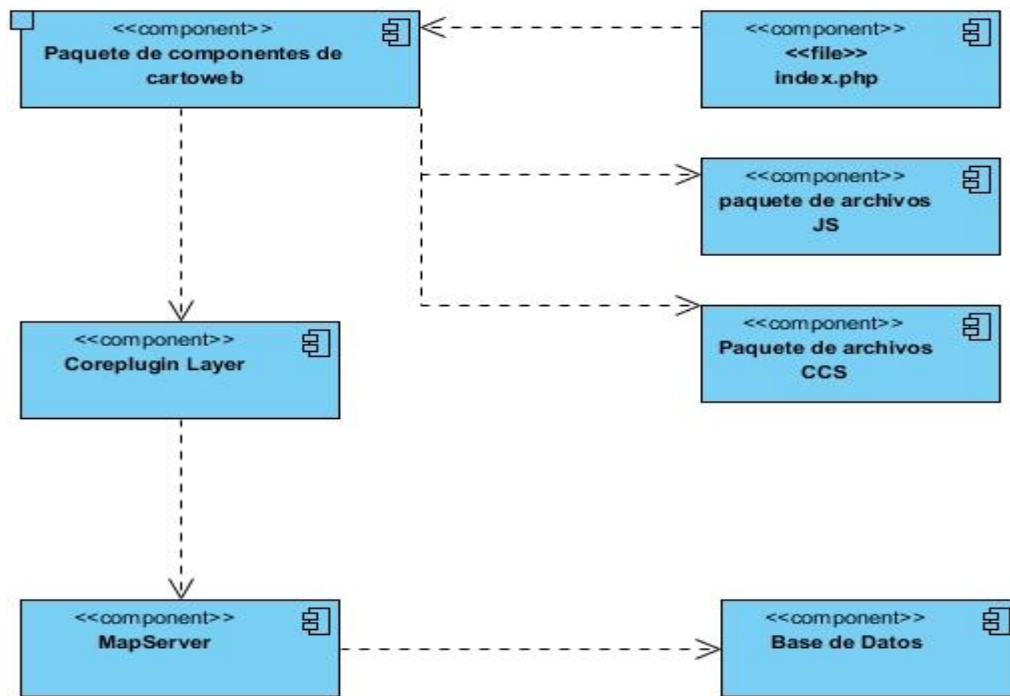 <<component>>
Paquete de componentes de
cartoweb
<<component>>
<<file>>
index.php
<<component>>
paquete de archivos
JS
<<component>>
Coreplugin Layer
<<component>>
Paquete de archivos
CCS
<<component>>
MapServer
<<component>>
Base de Datos